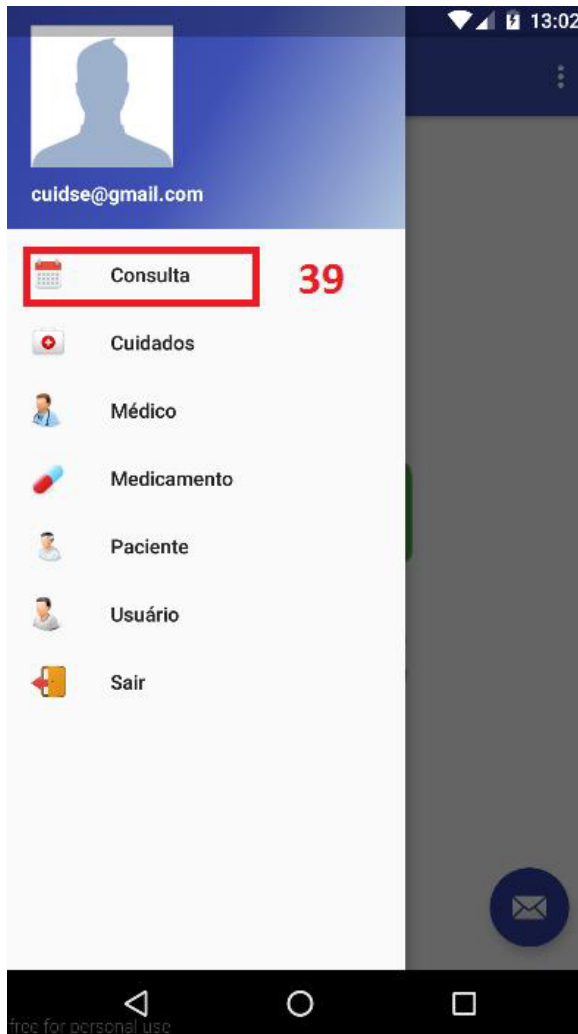 13:02
cuidse@gmail.com
Consulta
39
Cuidados
Médico
Medicamento
Paciente
Usuário
Sair
free for personal use